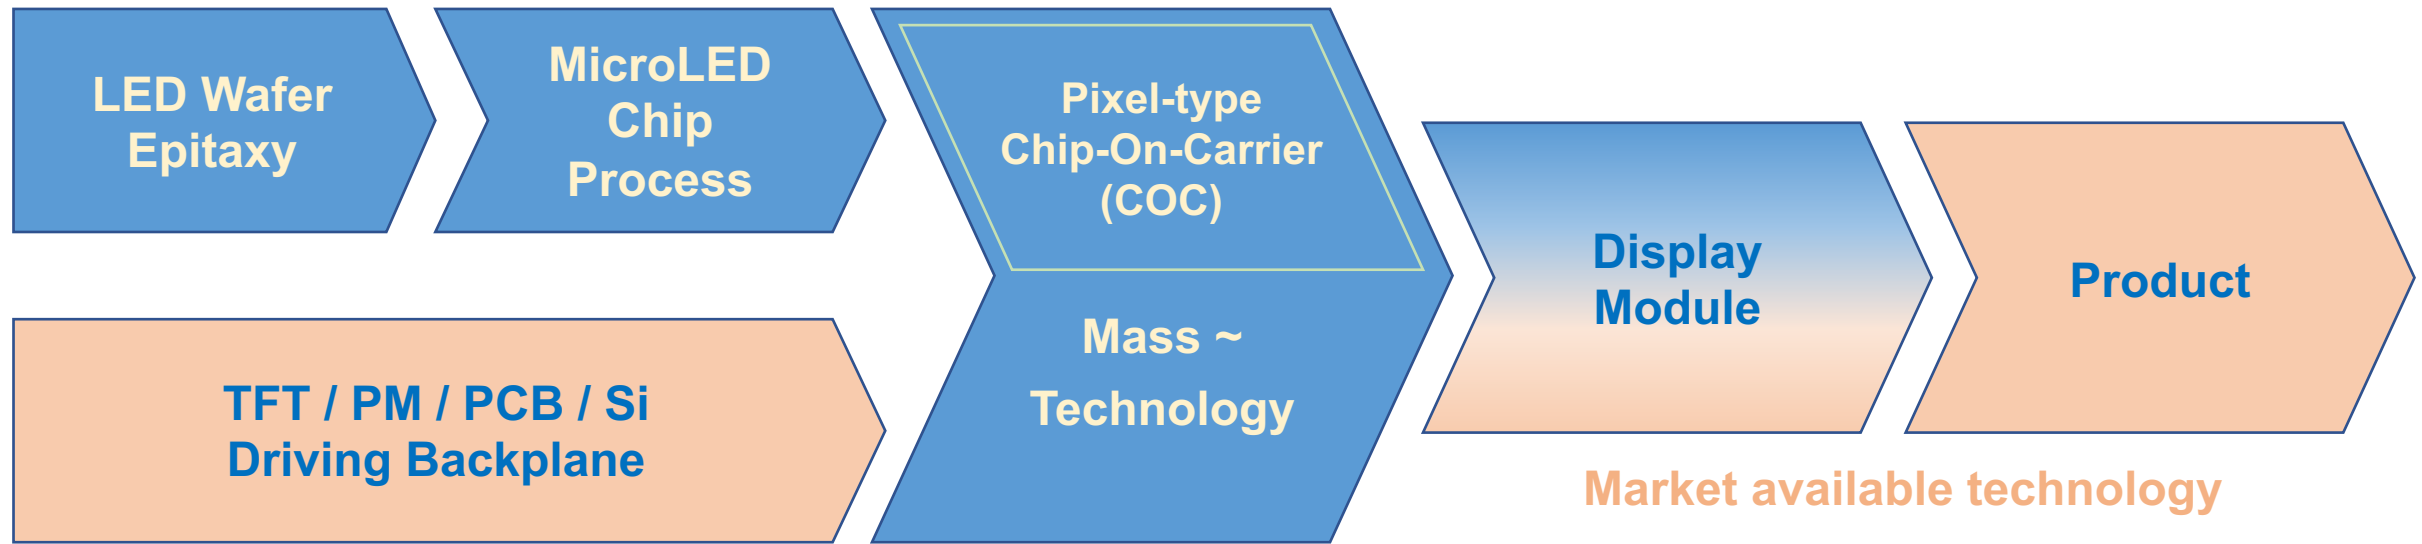 LED Wafer
Epitaxy
MicroLED
Chip
Process
Pixel-type
Chip-On-Carrier
(COC)
Mass ~
Technology
TFT / PM / PCB / Si
Driving Backplane
Display
Module
Product
Market available technology